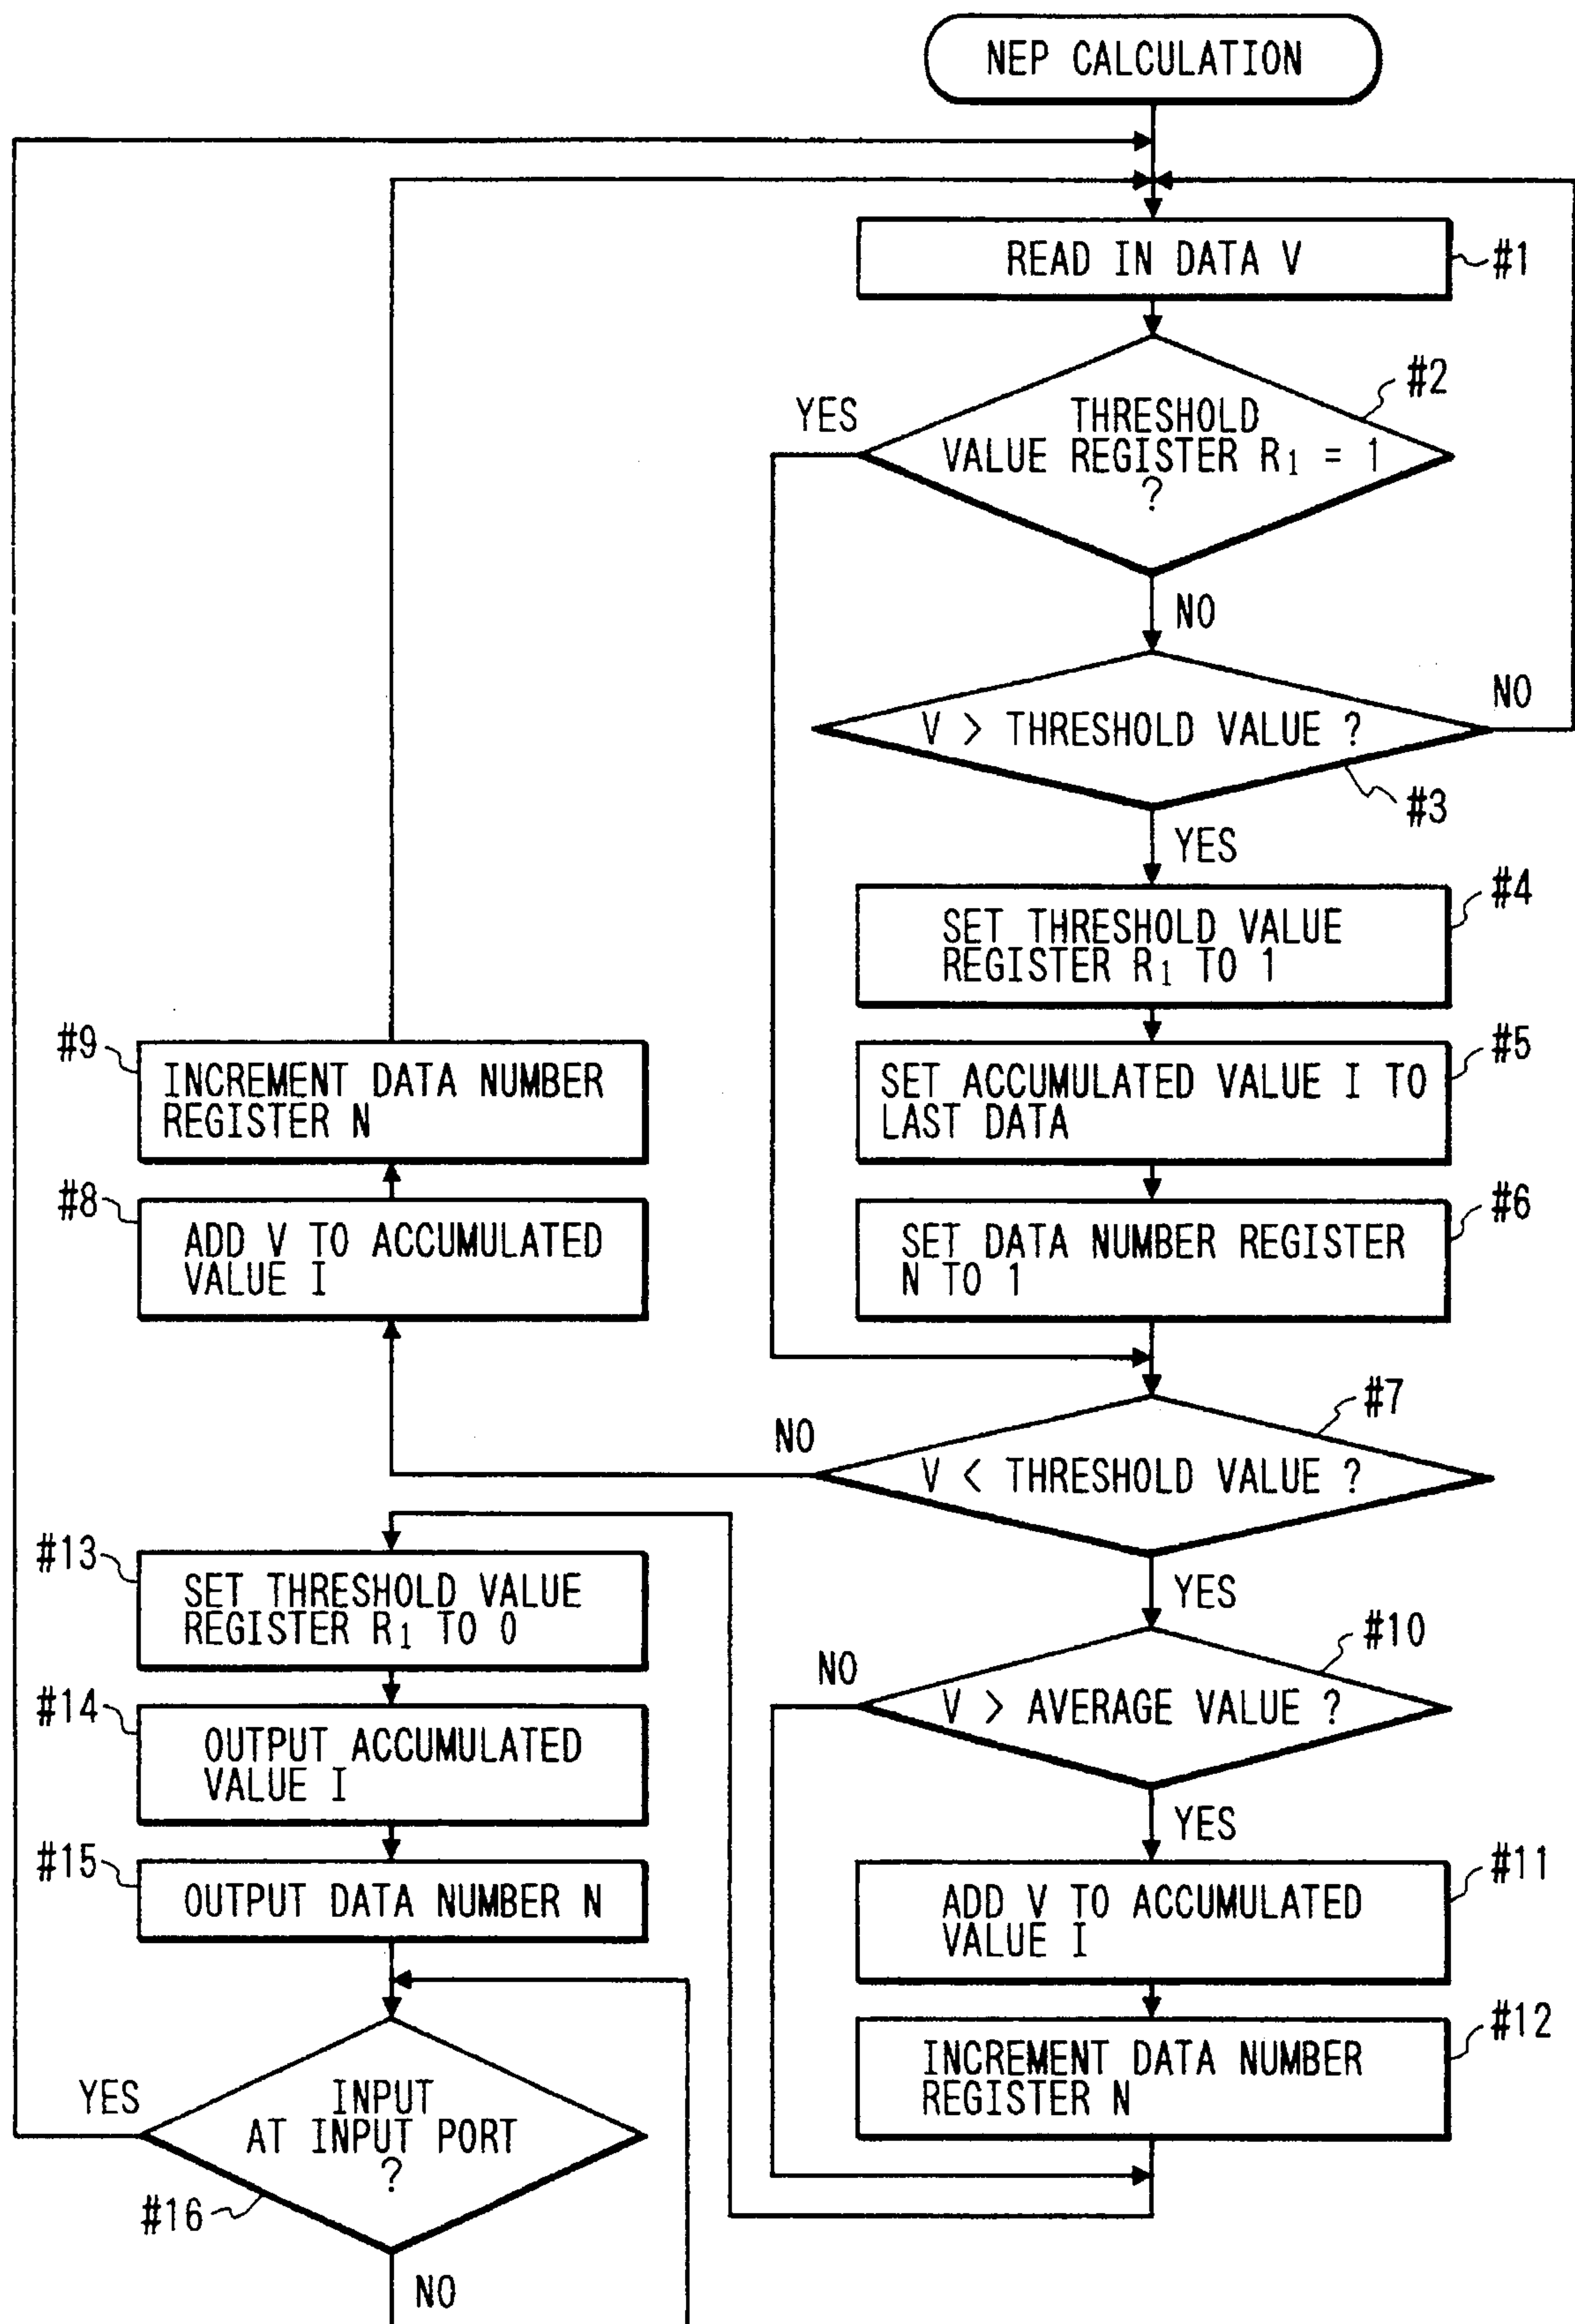 NEP CALCULATION
READ IN DATA V
#1
#2
YES
THRESHOLD
VALUE REGISTER R1 = 1
?
NO
NO
V > THRESHOLD VALUE ?
#3
YES
#4
SET THRESHOLD VALUE
REGISTER R1 TO 1
#5
SET ACCUMULATED VALUE I TO
LAST DATA
#9
INCREMENT DATA NUMBER
REGISTER N
#6
SET DATA NUMBER REGISTER
N TO 1
#8
ADD V TO ACCUMULATED
VALUE I
#7
NO
V < THRESHOLD VALUE ?
YES
#13
SET THRESHOLD VALUE
REGISTER R1 TO 0
#10
NO
V > AVERAGE VALUE ?
YES
#14
OUTPUT ACCUMULATED
VALUE I
#15
OUTPUT DATA NUMBER N
#11
ADD V TO ACCUMULATED
VALUE I
#12
INCREMENT DATA NUMBER
REGISTER N
YES
INPUT
AT INPUT PORT
?
#16
NO